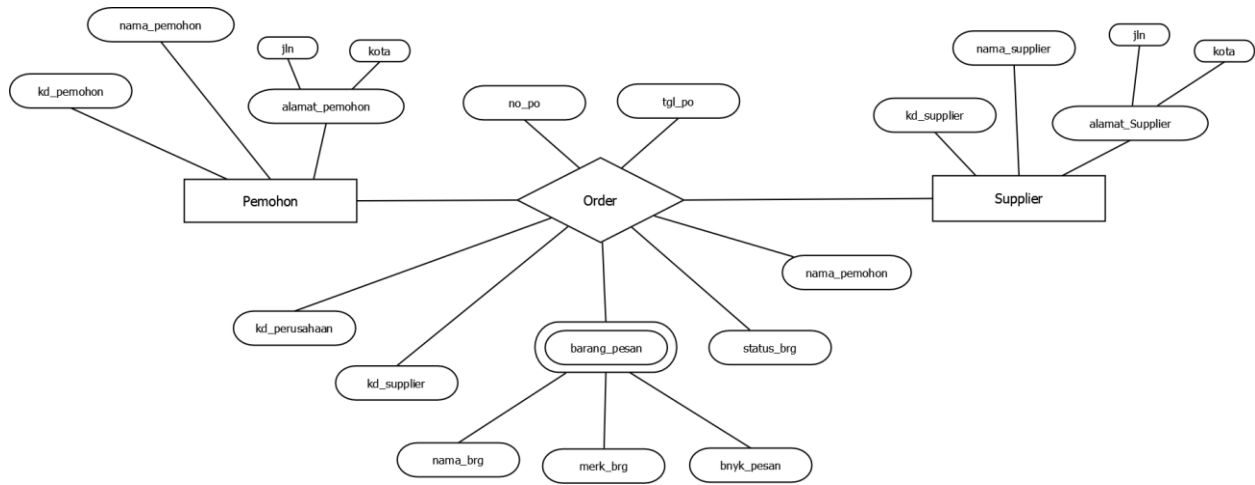 nama_pemohon
jln
kota
kd_pemohon
alamat_pemohon
no_po
tgl_po
nama_supplier
jln
kota
kd_supplier
alamat_Supplier
Pemohon
Order
Supplier
nama_pemohon
kd_perusahaan
barang_pesan
status_brg
kd_supplier
nama_brg
merk_brg
bnyk_pesan